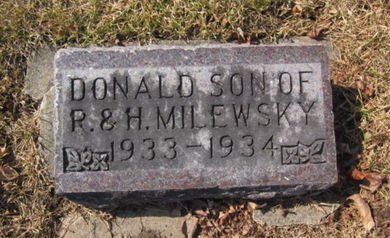 DONALD SON OF
R. & H. MILEWSKY
1933 - 1934